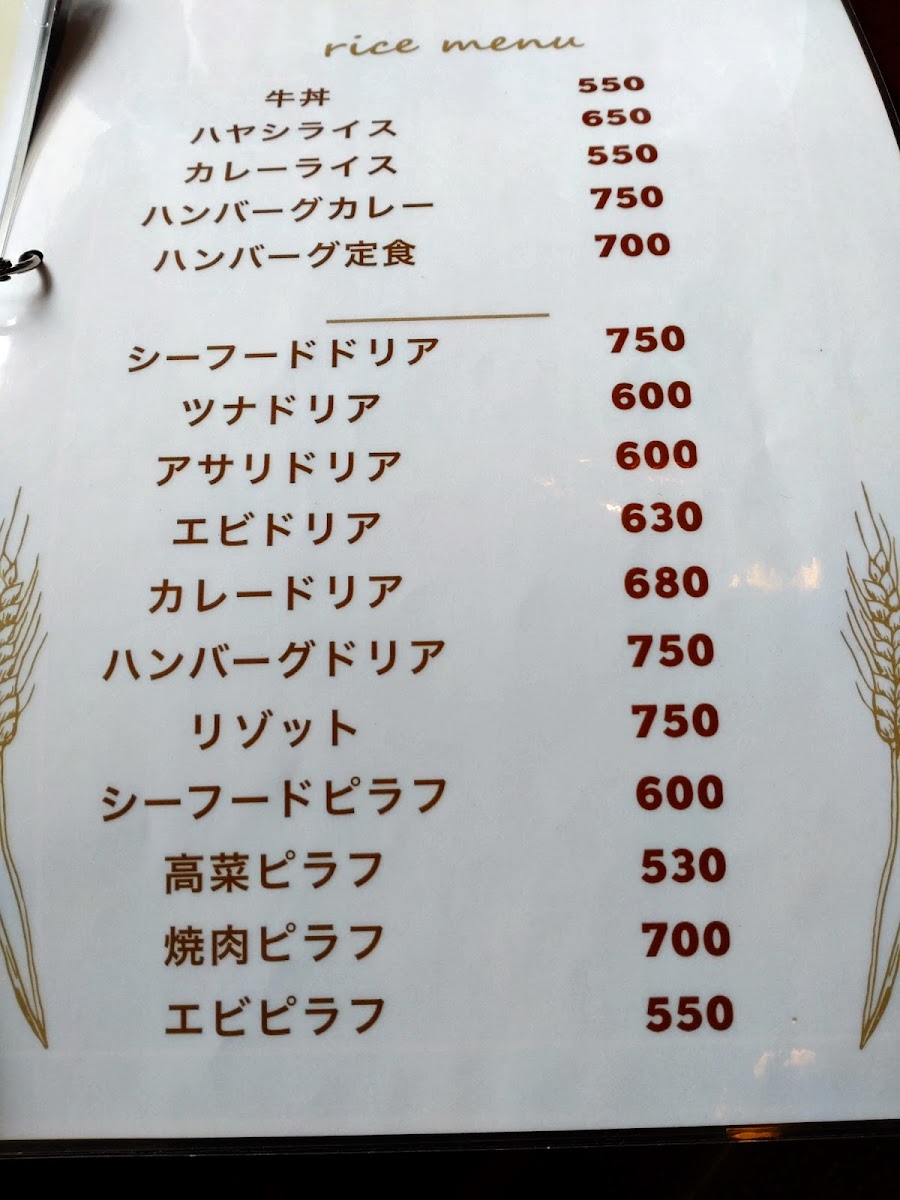 rice menu
牛丼 550
ハヤシライス 650
カレーライス 550
ハンバーグカレー 750
ハンバーグ定食 700
シーフードドリア 750
ツナドリア 600
アサリドリア 600
エビドリア 630
カレードリア 680
ハンバーグドリア 750
リゾット 750
シーフードピラフ 600
高菜ピラフ 530
焼肉ピラフ 700
エビピラフ 550